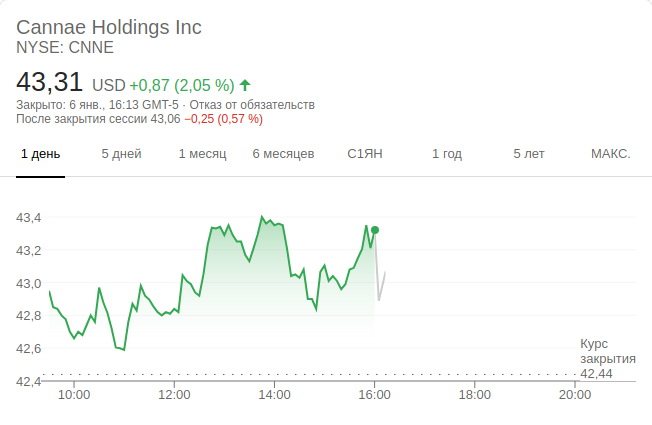 Cannae Holdings Inc
NYSE: CNNE
43,31 USD +0,87 (2,05 %)
Закрыто: 6 янв., 16:13 GMT-5 · Отказ от обязательств
После закрытия сессии 43,06 −0,25 (0,57 %)
1 день 5 дней 1 месяц 6 месяцев С1ЯН 1 год 5 лет МАКС.
43,4
43,2
43,0
42,8
42,6
42,4
Курс
закрытия
42,44
10:00 12:00 14:00 16:00 18:00 20:00